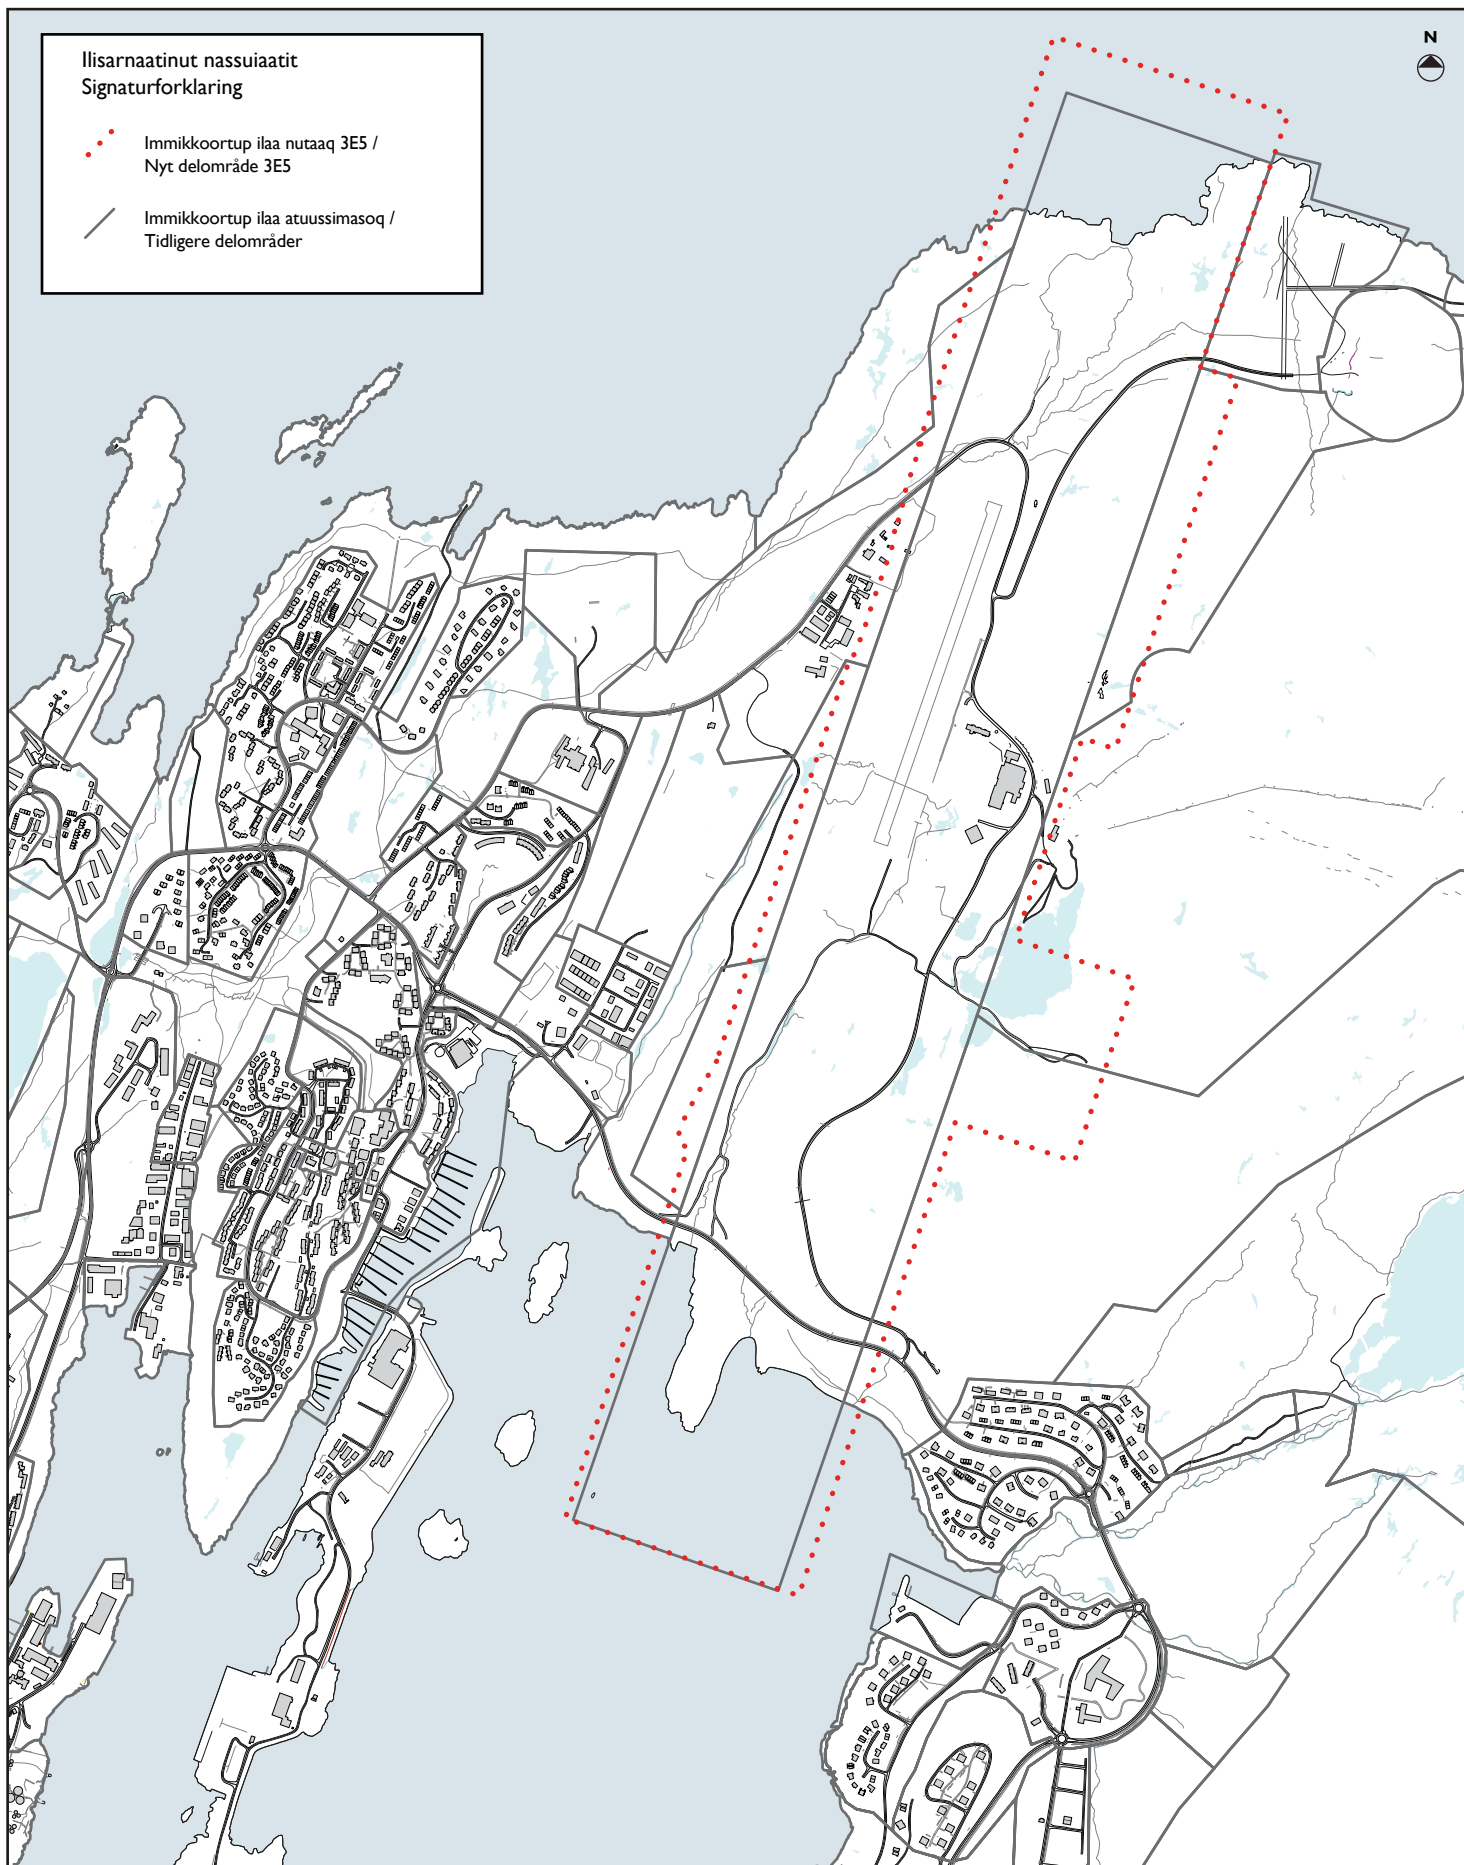 Ilisarnaatinut nassuiaatit
Signaturforklaring
Immikkoortup ilaa nutaaq 3E5 /
Nyt delområde 3E5
Immikkoortup ilaa atuussimasoq /
Tidligere delområder
N